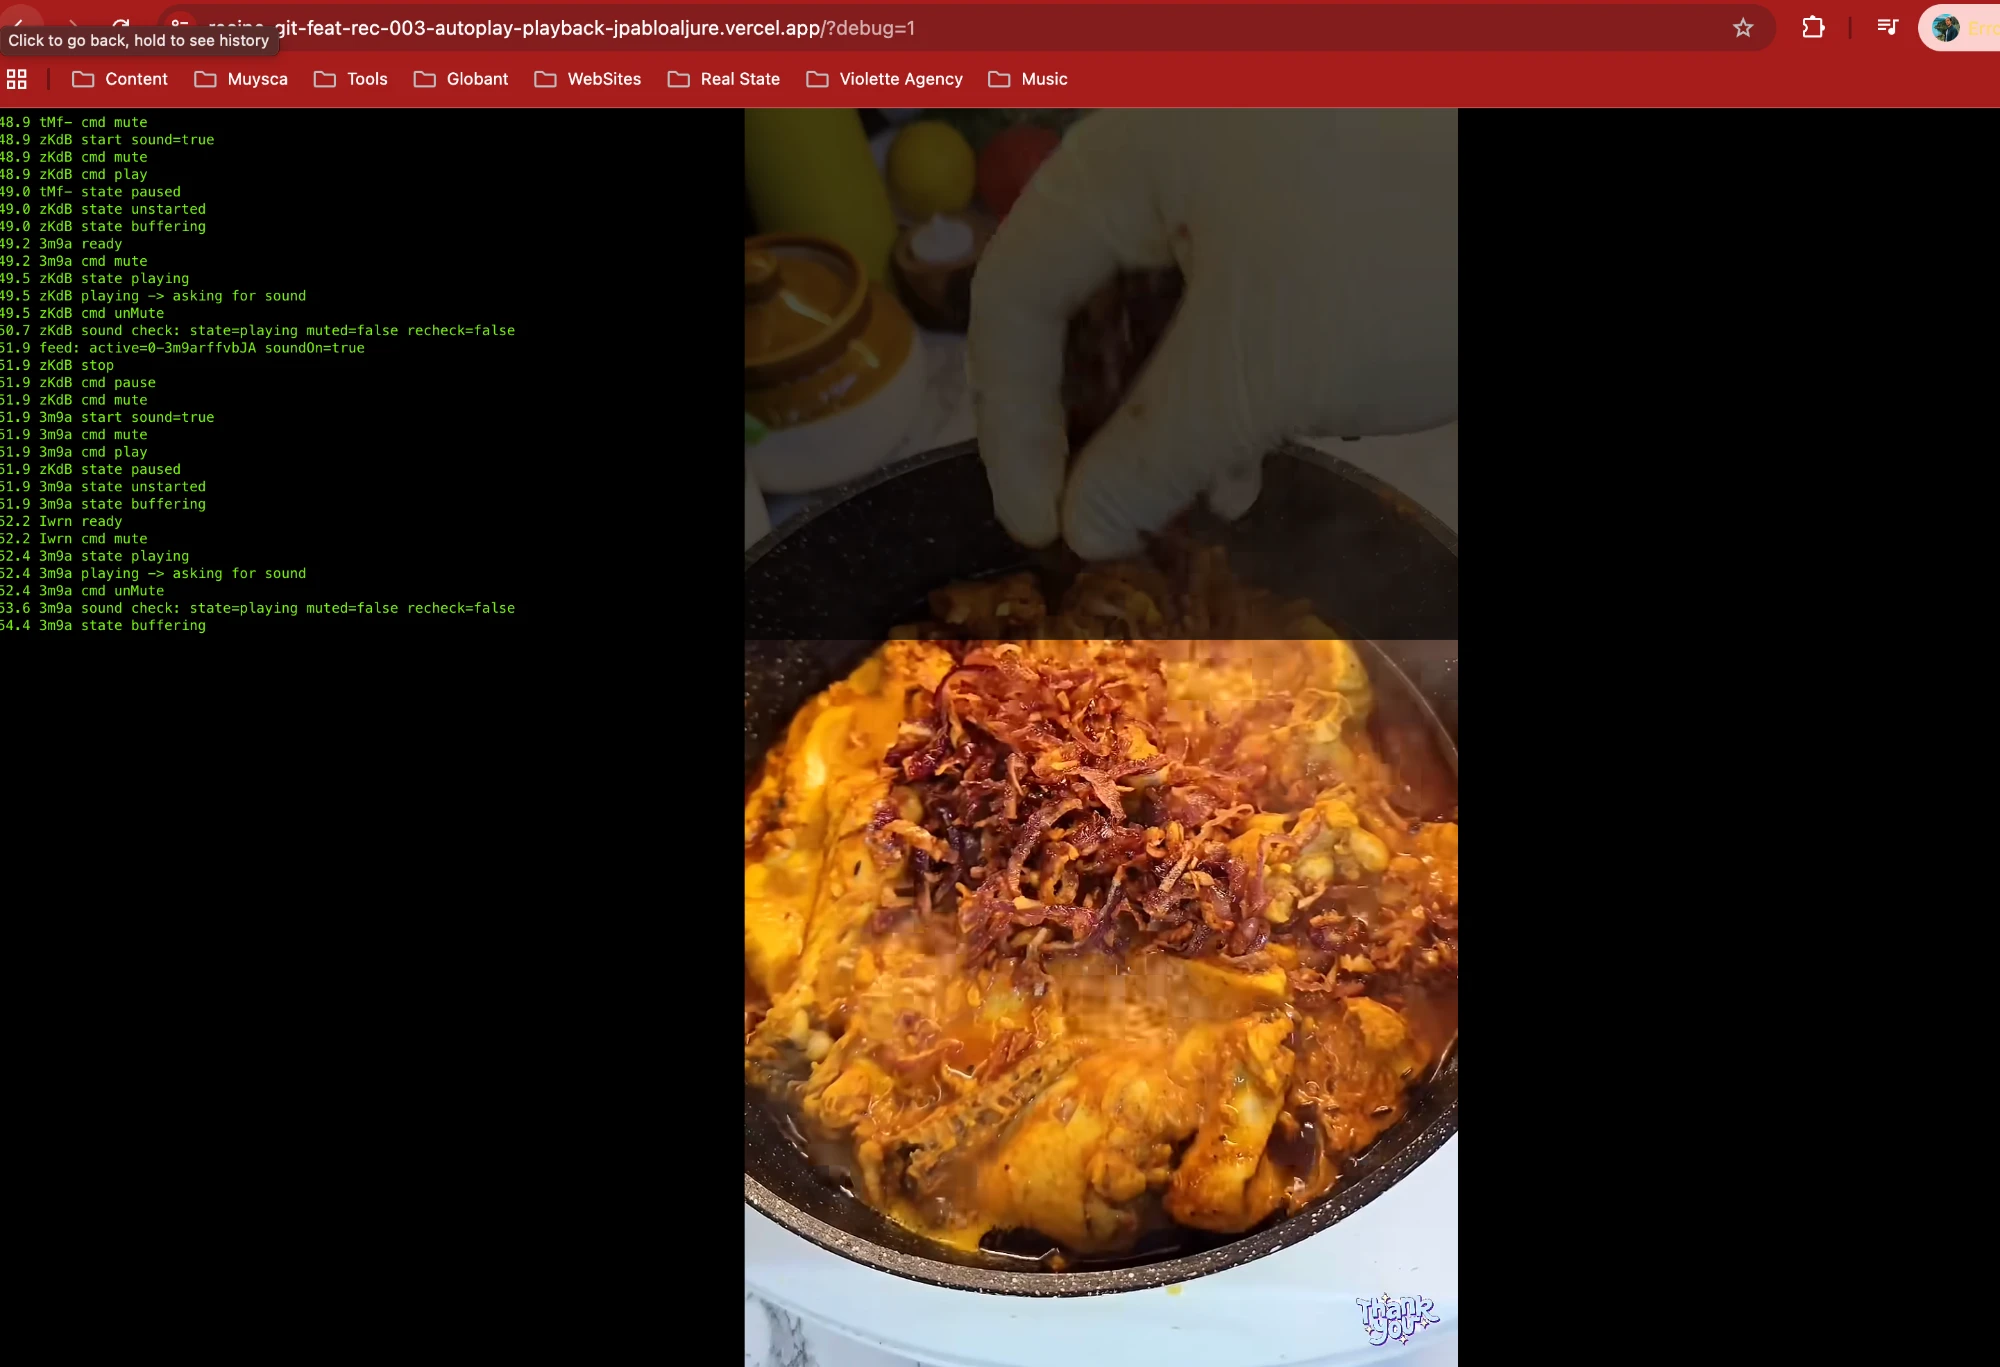 git-feat-rec-003-autoplay-playback-jpabloaljure.vercel.app/?debug=1
Click to go back, hold to see history
Content
Muysca
Tools
Globant
WebSites
Real State
Violette Agency
Music
48.9 tMf- cmd mute
48.9 zKdB start sound=true
48.9 zKdB cmd mute
48.9 zKdB cmd play
49.0 tMf- state paused
49.0 zKdB state unstarted
49.0 zKdB state buffering
49.2 3m9a ready
49.2 3m9a cmd mute
49.5 zKdB state playing
49.5 zKdB playing -> asking for sound
49.5 zKdB cmd unMute
50.7 zKdB sound check: state=playing muted=false recheck=false
51.9 feed: active=0-3m9arffvbJA soundOn=true
51.9 zKdB stop
51.9 zKdB cmd pause
51.9 zKdB cmd mute
51.9 3m9a start sound=true
51.9 3m9a cmd mute
51.9 3m9a cmd play
51.9 zKdB state paused
51.9 3m9a state unstarted
51.9 3m9a state buffering
52.2 Iwrn ready
52.2 Iwrn cmd mute
52.4 3m9a state playing
52.4 3m9a playing -> asking for sound
52.4 3m9a cmd unMute
53.6 3m9a sound check: state=playing muted=false recheck=false
54.4 3m9a state buffering
Thank
you